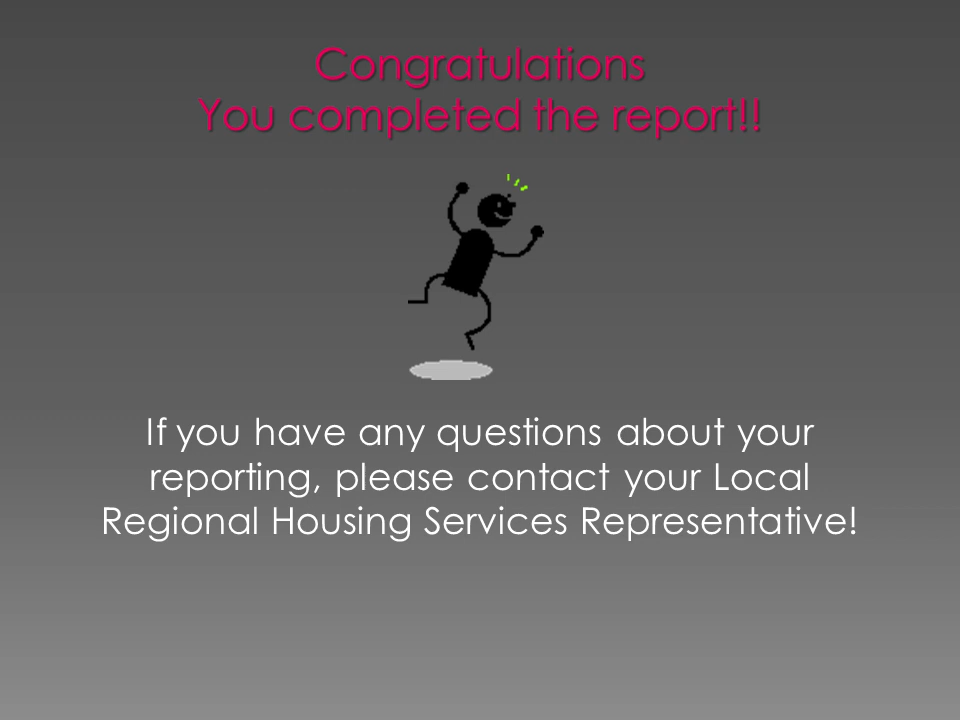 Congratulations
You completed the report!!
If you have any questions about your
reporting, please contact your Local
Regional Housing Services Representative!